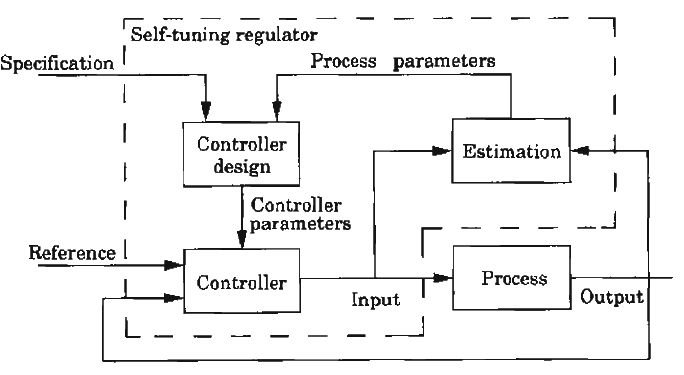 Self-tuning regulator
Specification
Process parameters
Controller
design
Estimation
Controller
parameters
Reference
Controller
Input
Process
Output